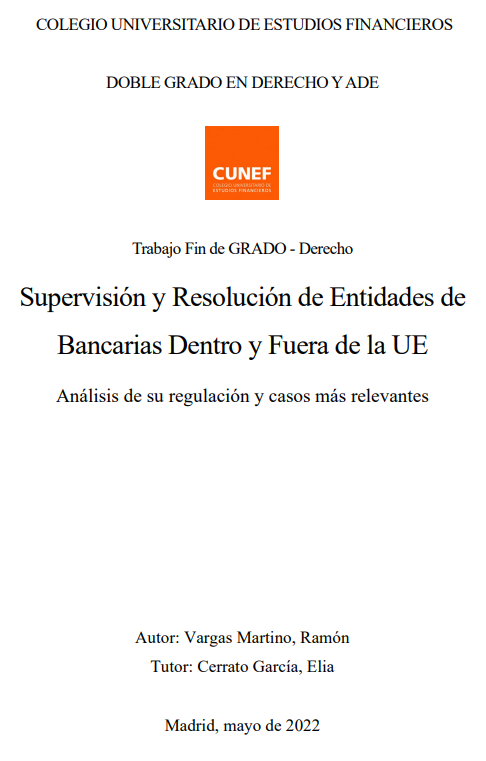 COLEGIO UNIVERSITARIO DE ESTUDIOS FINANCIEROS
DOBLE GRADO EN DERECHO Y ADE
CUNEF
COLEGIO UNIVERSITARIO DE
ESTUDIOS FINANCIEROS
Trabajo Fin de GRADO - Derecho
Supervisión y Resolución de Entidades de
Bancarias Dentro y Fuera de la UE
Análisis de su regulación y casos más relevantes
Autor: Vargas Martino, Ramón
Tutor: Cerrato García, Elia
Madrid, mayo de 2022